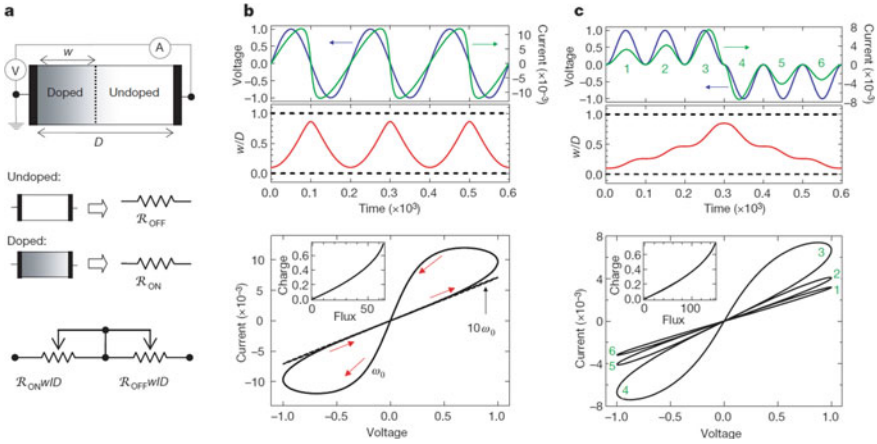 a
w
A
V
Doped
Undoped
D
Undoped:
ℛOFF
Doped:
ℛON
ℛONw/D
ℛOFFw/D
b
Voltage
1.0
0.5
0.0
−0.5
−1.0
10
5
0
−5
−10
Current (×10−3)
w/D
1.0
0.5
0.0
0.0 0.1 0.2 0.3 0.4 0.5 0.6
Time (×10³)
Current (×10−3)
10
5
0
−5
−10
Charge
0.6
0.4
0.2
0.0
0 50
Flux
10ω0
ω0
−1.0 −0.5 0.0 0.5 1.0
Voltage
c
Voltage
1.0
0.5
0.0
−0.5
−1.0
1 2 3 4 5 6
8
4
0
−4
−8
Current (×10−3)
w/D
1.0
0.5
0.0
0.0 0.1 0.2 0.3 0.4 0.5 0.6
Time (×10³)
Current (×10−3)
8
4
0
−4
−8
Charge
0.6
0.4
0.2
0.0
0 100
Flux
3
2
1
6
5
4
−1.0 −0.5 0.0 0.5 1.0
Voltage